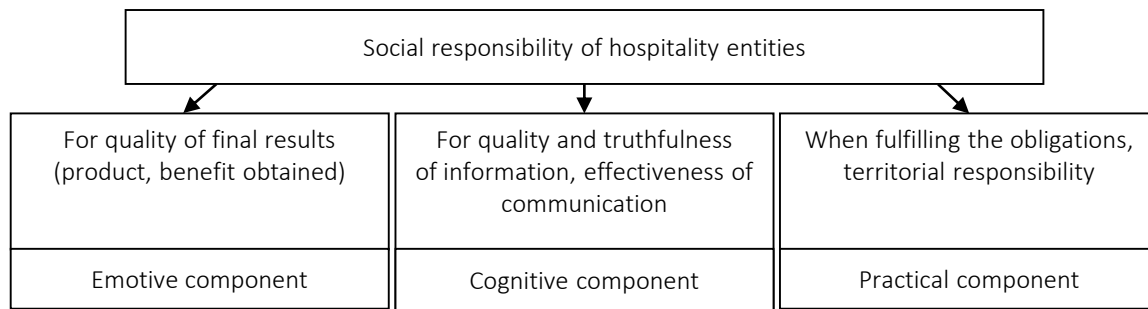 Social responsibility of hospitality entities
For quality of final results
(product, benefit obtained)
Emotive component
For quality and truthfulness
of information, effectiveness of
communication
Cognitive component
When fulfilling the obligations,
territorial responsibility
Practical component